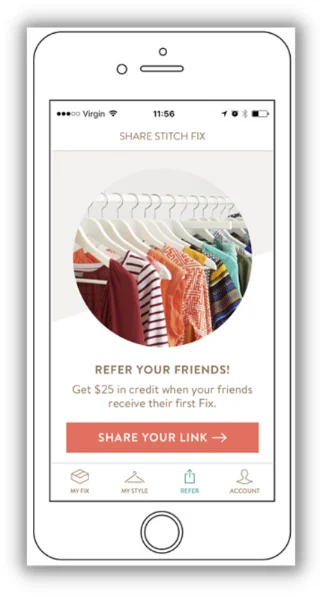 Virgin 11:56
SHARE STITCH FIX
REFER YOUR FRIENDS!
Get $25 in credit when your friends
receive their first Fix.
SHARE YOUR LINK →
MY FIX MY STYLE REFER ACCOUNT